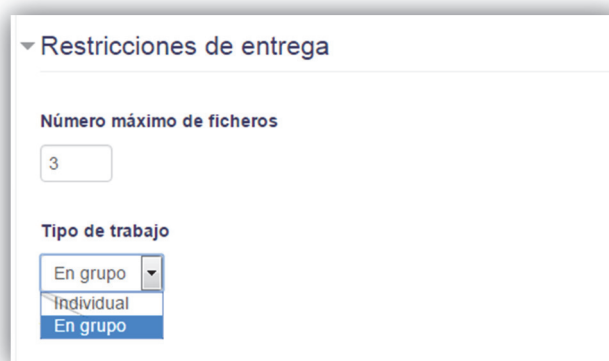 Restricciones de entrega
Número máximo de ficheros
3
Tipo de trabajo
En grupo
Individual
En grupo